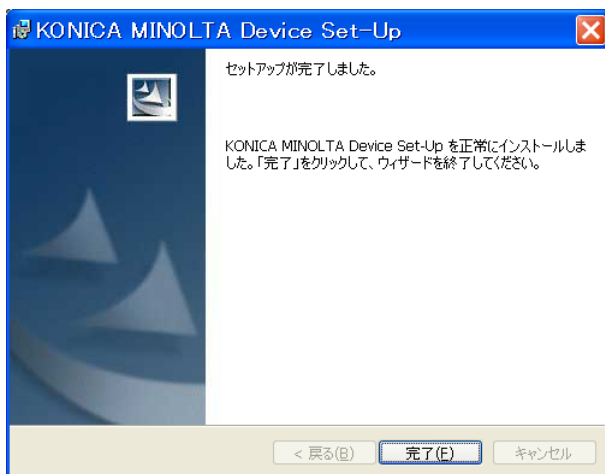 KONICA MINOLTA Device Set-Up
セットアップが完了しました。
KONICA MINOLTA Device Set-Up を正常にインストールしま
した。「完了」をクリックして、ウィザードを終了してください。
< 戻る(B) 完了(F) キャンセル